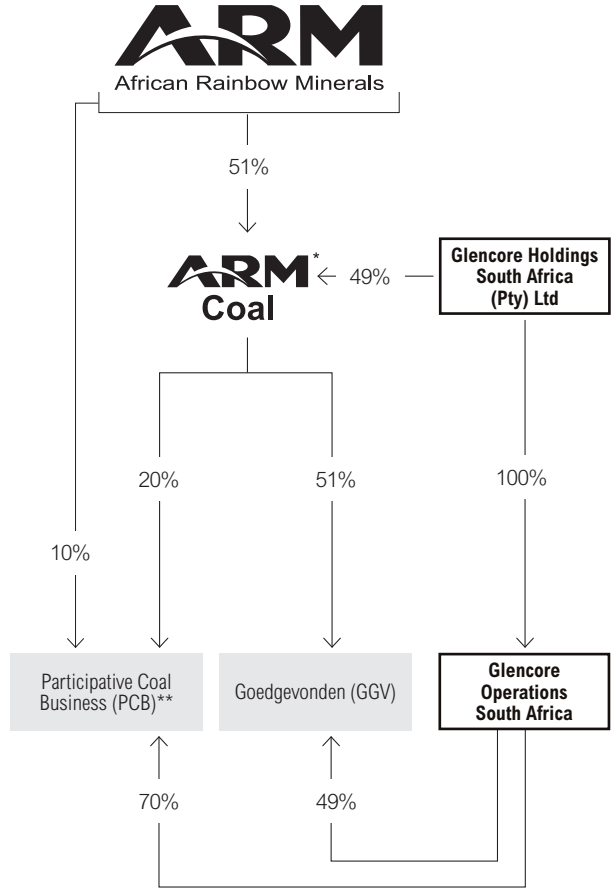 ARM
African Rainbow Minerals
51%
ARM*
Coal
49%
Glencore Holdings
South Africa
(Pty) Ltd
20%
51%
100%
10%
Participative Coal
Business (PCB)**
Goedgevonden (GGV)
Glencore
Operations
South Africa
70%
49%